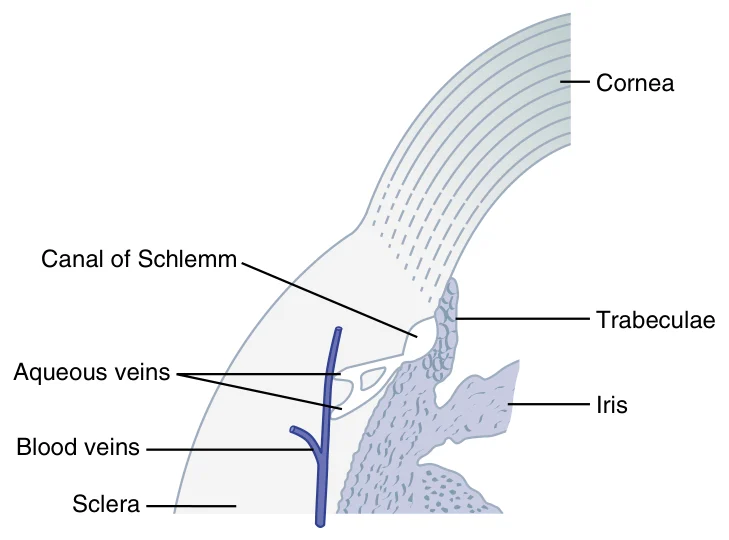 Cornea
Canal of Schlemm
Trabeculae
Aqueous veins
Iris
Blood veins
Sclera